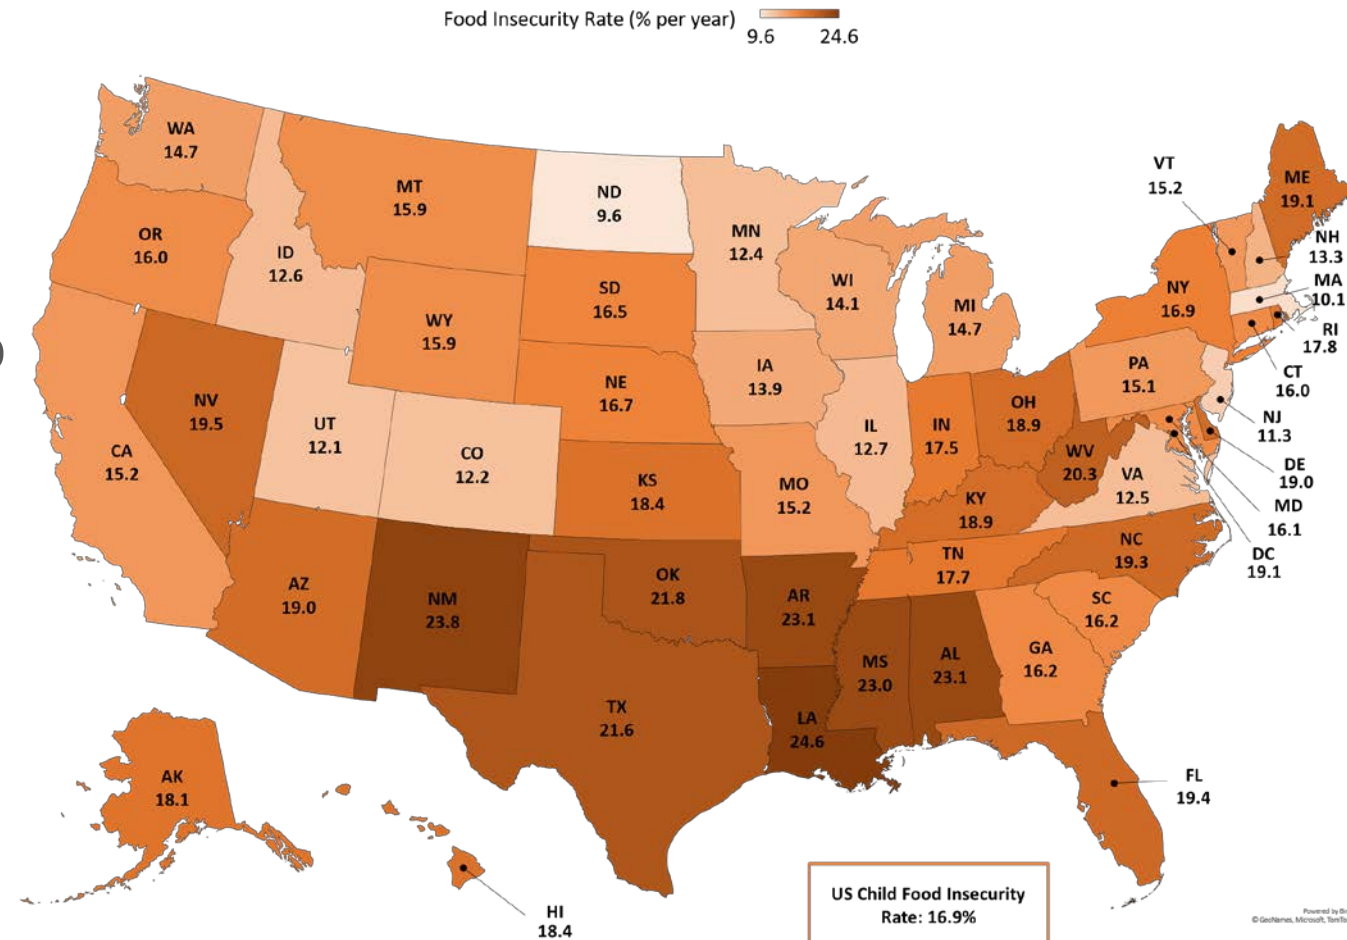 Food Insecurity Rate (% per year)
9.6 24.6
WA
14.7
MT
15.9
ND
9.6
MN
12.4
VT
15.2
ME
19.1
OR
16.0
ID
12.6
SD
16.5
WI
14.1
MI
14.7
NY
16.9
NH
13.3
MA
10.1
RI
17.8
CT
16.0
WY
15.9
NE
16.7
IA
13.9
PA
15.1
NJ
11.3
NV
19.5
UT
12.1
CO
12.2
IL
12.7
IN
17.5
OH
18.9
WV
20.3
VA
12.5
DE
19.0
MD
16.1
DC
19.1
CA
15.2
KS
18.4
MO
15.2
KY
18.9
NC
19.3
TN
17.7
AZ
19.0
NM
23.8
OK
21.8
AR
23.1
SC
16.2
MS
23.0
AL
23.1
GA
16.2
TX
21.6
LA
24.6
FL
19.4
AK
18.1
HI
18.4
US Child Food Insecurity
Rate: 16.9%
Powered by
© GeoNames, Microsoft,